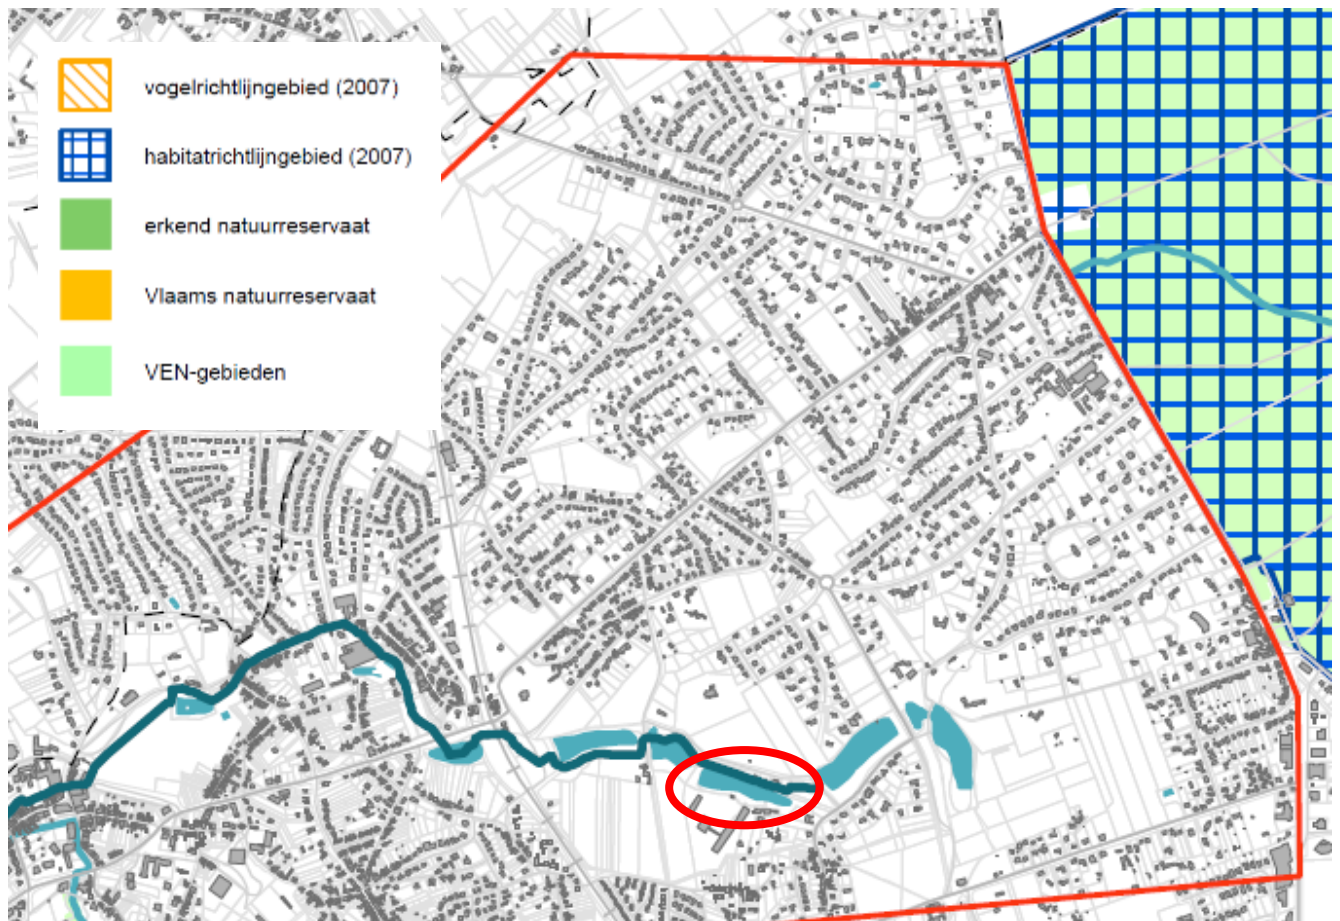 vogelrichtlijngebied (2007)
habitatrichtlijngebied (2007)
erkend natuurreservaat
Vlaams natuurreservaat
VEN-gebieden